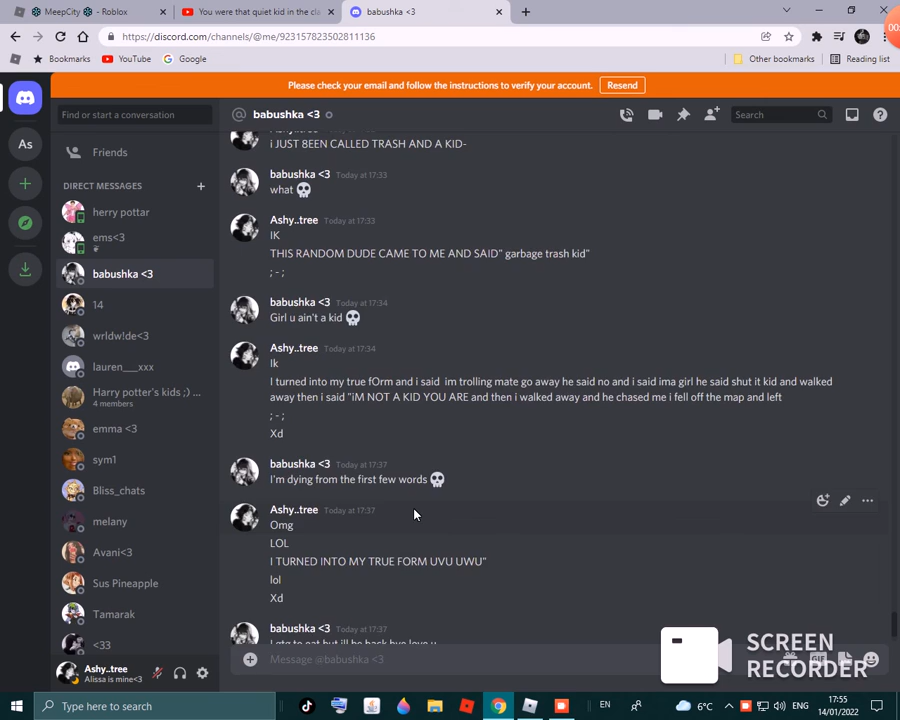 MeepCity - Roblox
You were that quiet kid in the cla
babushka <3
https://discord.com/channels/@me/923157823502811136
Bookmarks
YouTube
Google
Other bookmarks
Reading list
Please check your email and follow the instructions to verify your account.
Resend
Find or start a conversation
babushka <3
Search
As
Friends
DIRECT MESSAGES
herry pottar
ems<3
babushka <3
14
wrldw!de<3
lauren___xxx
Harry potter's kids ;) ...
4 members
emma <3
sym1
Bliss_chats
melany
Avani<3
Sus Pineapple
Tamarak
<33
Ashy..tree
Alissa is mine<3
i JUST 8EEN CALLED TRASH AND A KID-
babushka <3 Today at 17:33
what
Ashy..tree Today at 17:33
IK
THIS RANDOM DUDE CAME TO ME AND SAID" garbage trash kid"
; - ;
babushka <3 Today at 17:34
Girl u ain't a kid
Ashy..tree Today at 17:34
Ik
I turned into my true fOrm and i said im trolling mate go away he said no and i said ima girl he said shut it kid and walked
away then i said "iM NOT A KID YOU ARE and then i walked away and he chased me i fell off the map and left
; - ;
Xd
babushka <3 Today at 17:37
I'm dying from the first few words
Ashy..tree Today at 17:37
Omg
LOL
I TURNED INTO MY TRUE FORM UVU UWU"
lol
Xd
babushka <3 Today at 17:37
Message @babushka <3
GIF
SCREEN
RECORDER
Type here to search
EN
6°C
ENG
17:55
14/01/2022